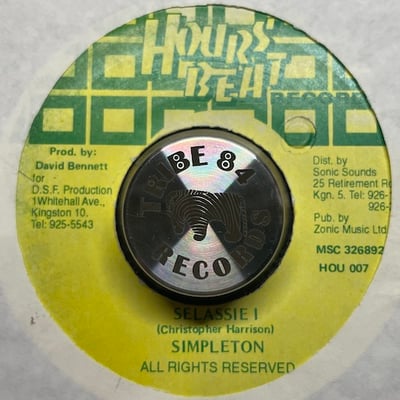 HOURS
BEAT
RECORD
Prod. by:
David Bennett
for
D.S.F. Production
1Whitehall Ave.,
Kingston 10.
Tel: 925-5543
TRIBE 84
RECORDS
Dist. by
Sonic Sounds
25 Retirement
Kgn. 5. Tel: 926-
926-
Pub. by
Zonic Music Ltd
MSC 326892
HOU 007
SELASSIE I
(Christopher Harrison)
SIMPLETON
ALL RIGHTS RESERVED